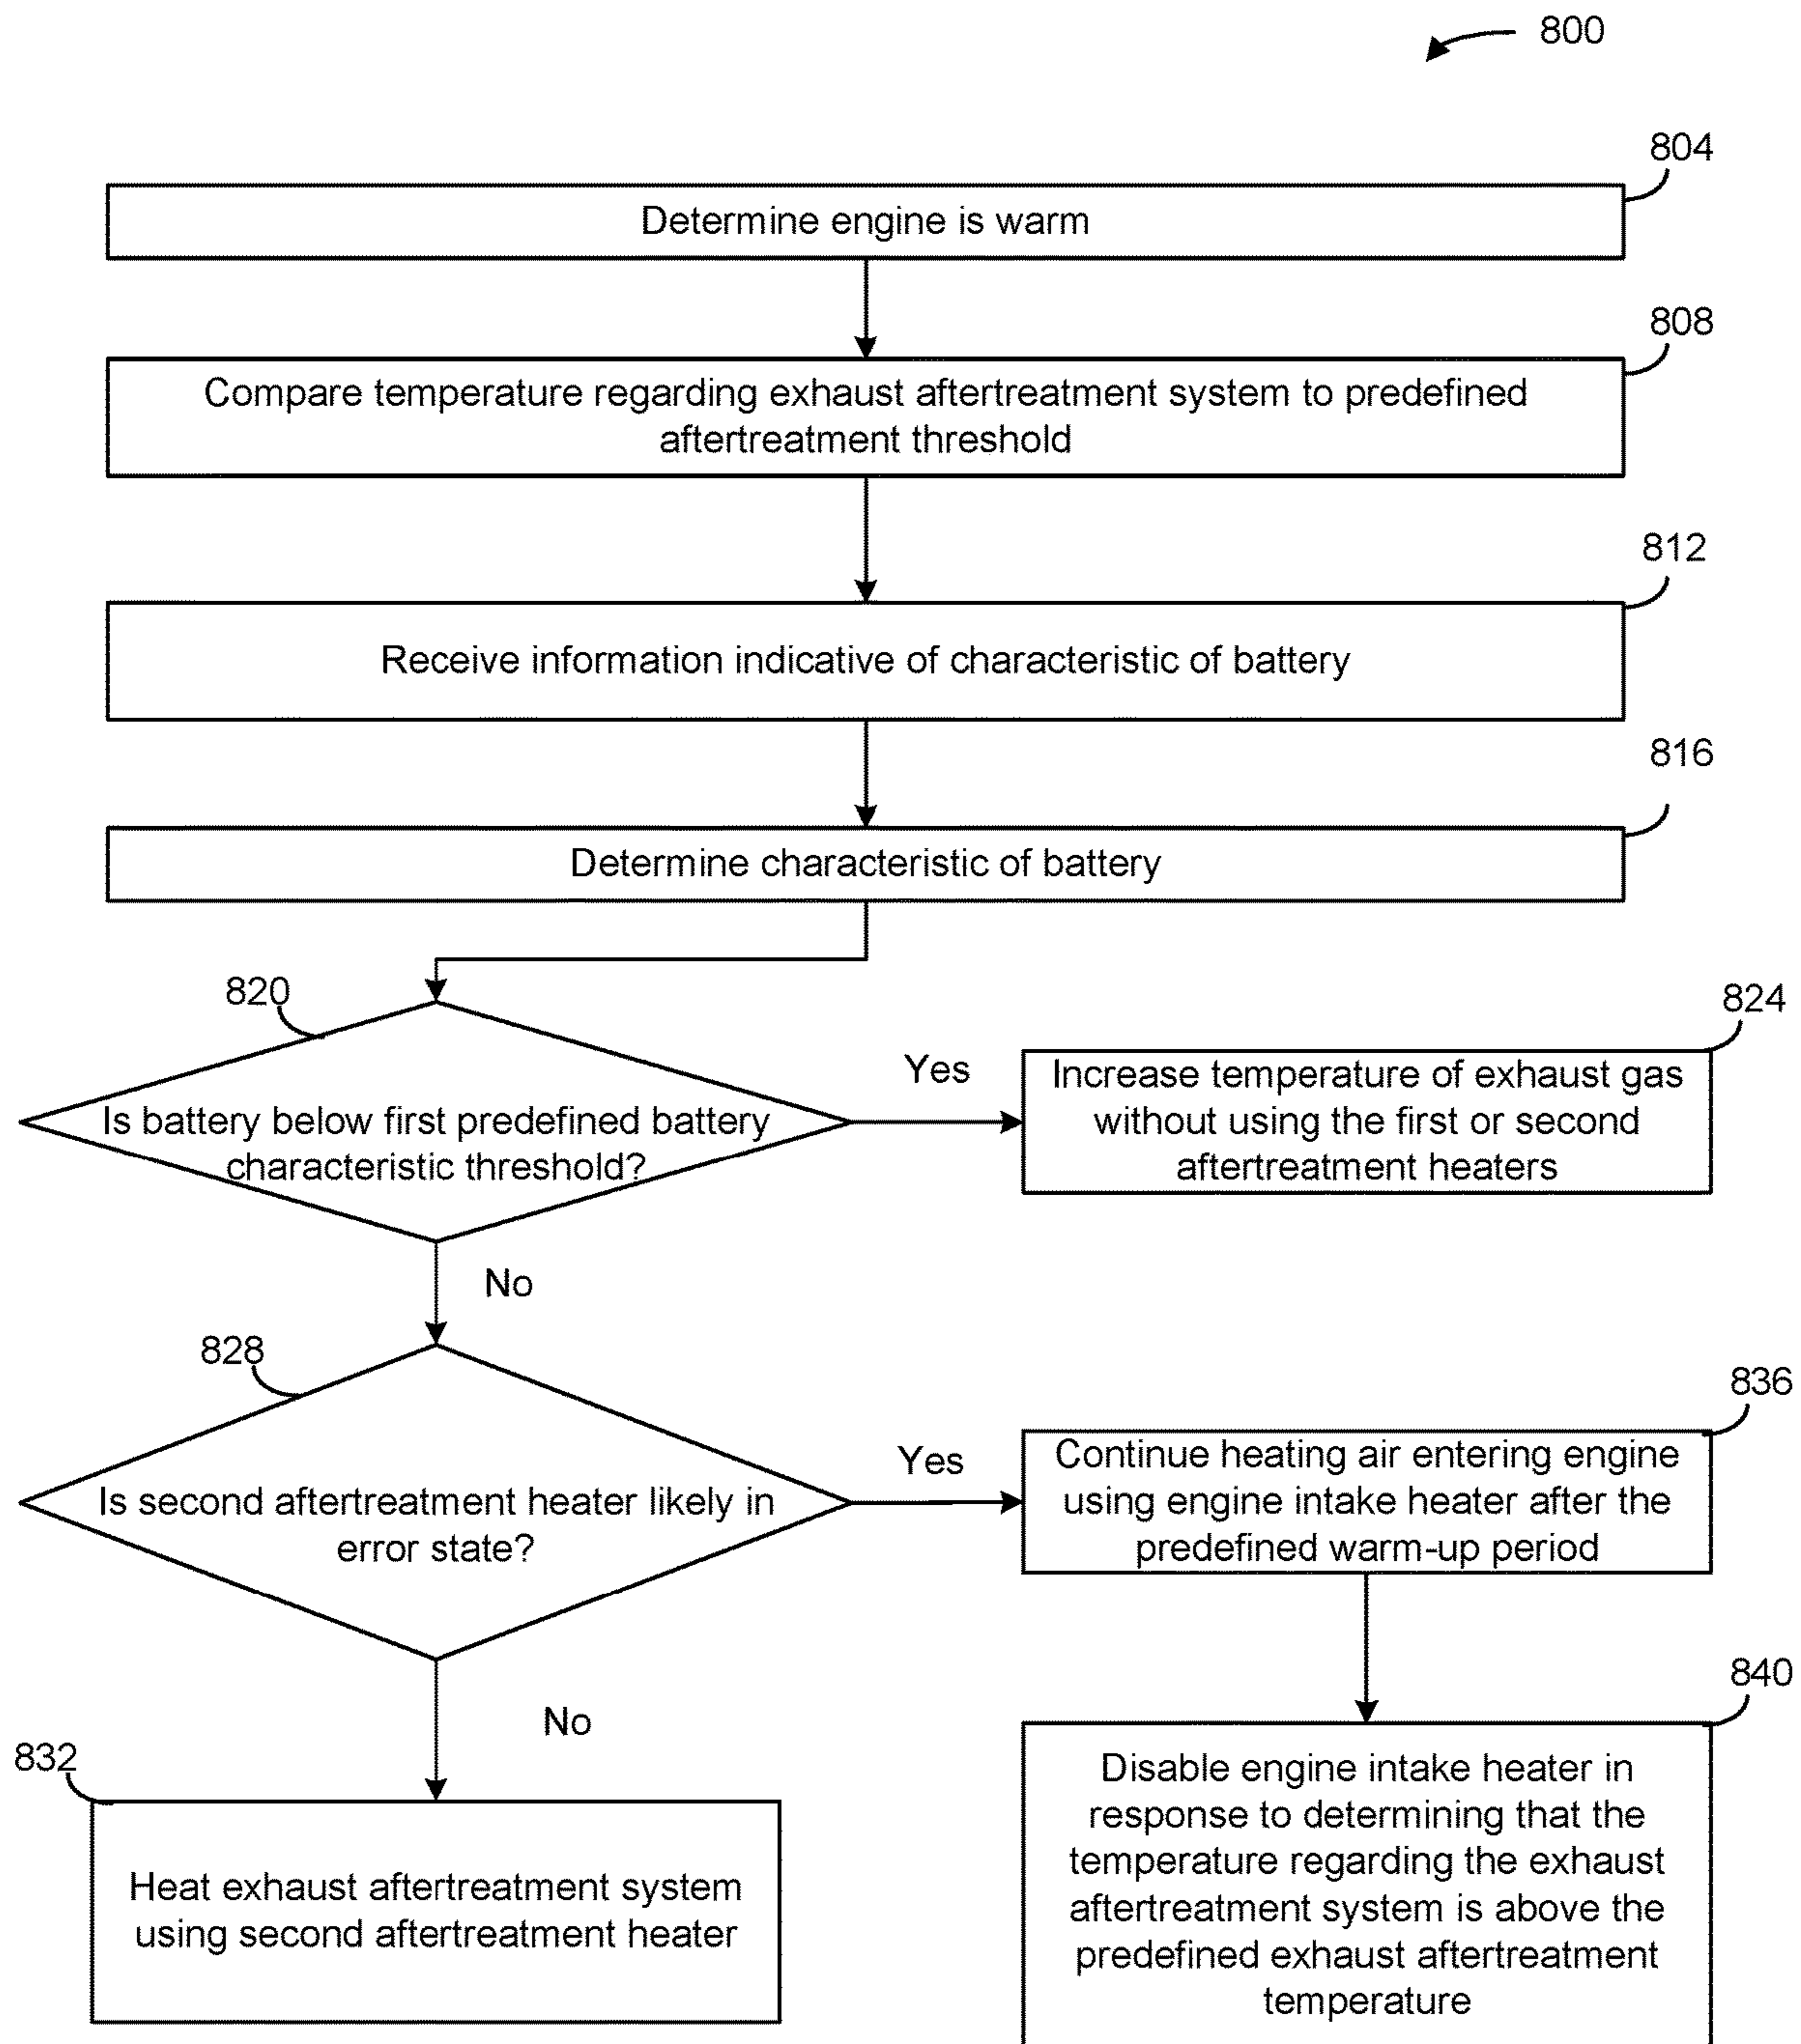 800
804
Determine engine is warm
808
Compare temperature regarding exhaust aftertreatment system to predefined
aftertreatment threshold
812
Receive information indicative of characteristic of battery
816
Determine characteristic of battery
820
Is battery below first predefined battery
characteristic threshold?
Yes
824
Increase temperature of exhaust gas
without using the first or second
aftertreatment heaters
No
828
Is second aftertreatment heater likely in
error state?
Yes
836
Continue heating air entering engine
using engine intake heater after the
predefined warm-up period
No
832
Heat exhaust aftertreatment system
using second aftertreatment heater
840
Disable engine intake heater in
response to determining that the
temperature regarding the exhaust
aftertreatment system is above the
predefined exhaust aftertreatment
temperature